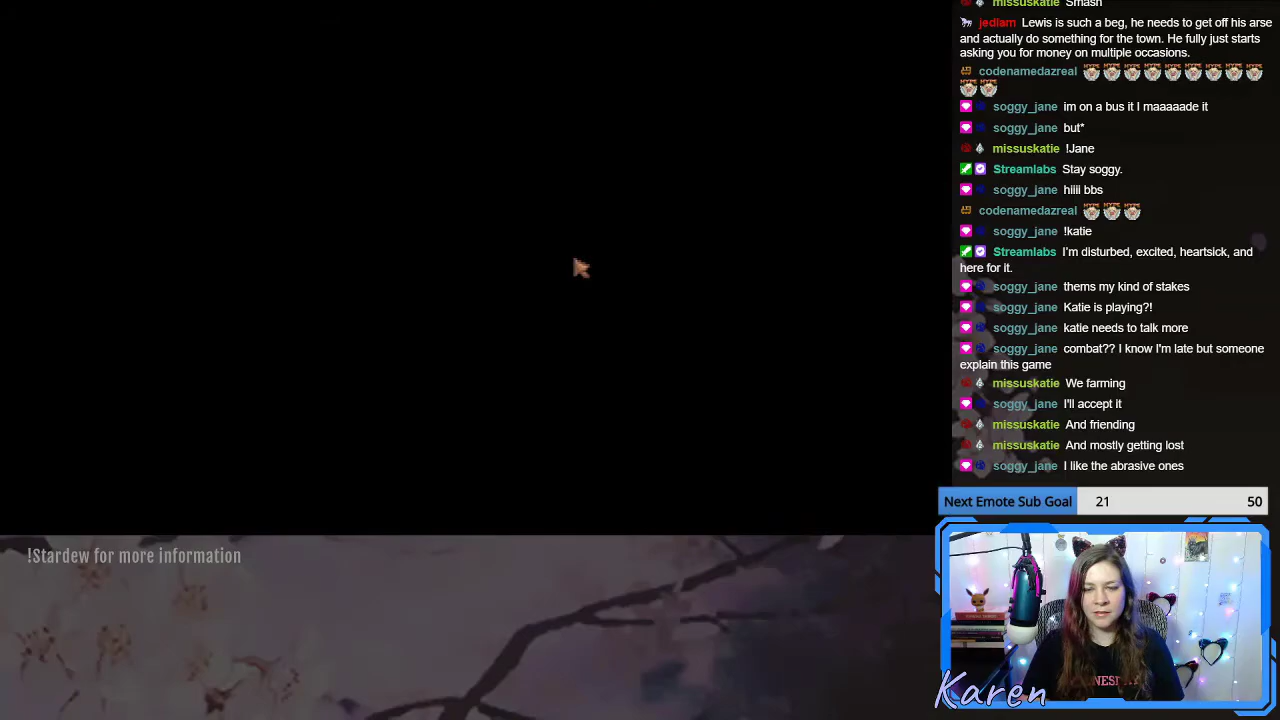 missuskatie Smash
jedlam Lewis is such a beg, he needs to get off his arse
and actually do something for the town. He fully just starts
asking you for money on multiple occasions.
codenamedazreal
soggy_jane im on a bus it I maaaaade it
soggy_jane but*
missuskatie !Jane
Streamlabs Stay soggy.
soggy_jane hiiii bbs
codenamedazreal
soggy_jane !katie
Streamlabs I'm disturbed, excited, heartsick, and
here for it.
soggy_jane thems my kind of stakes
soggy_jane Katie is playing?!
soggy_jane katie needs to talk more
soggy_jane combat?? I know I'm late but someone
explain this game
missuskatie We farming
soggy_jane I'll accept it
missuskatie And friending
missuskatie And mostly getting lost
soggy_jane I like the abrasive ones
Next Emote Sub Goal 21 50
!Stardew for more information
Karen